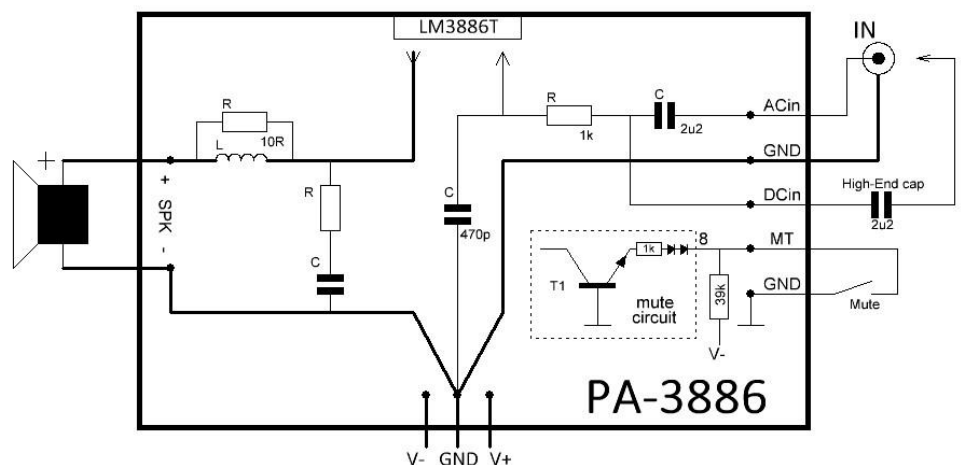 LM3886T
IN
R
10R
L
+
+
SPK
-
R
C
R
1k
C
2u2
ACin
GND
C
470p
DCin
High-End cap
2u2
8
MT
1k
T1
mute
circuit
39k
V-
GND
Mute
PA-3886
V-
GND
V+